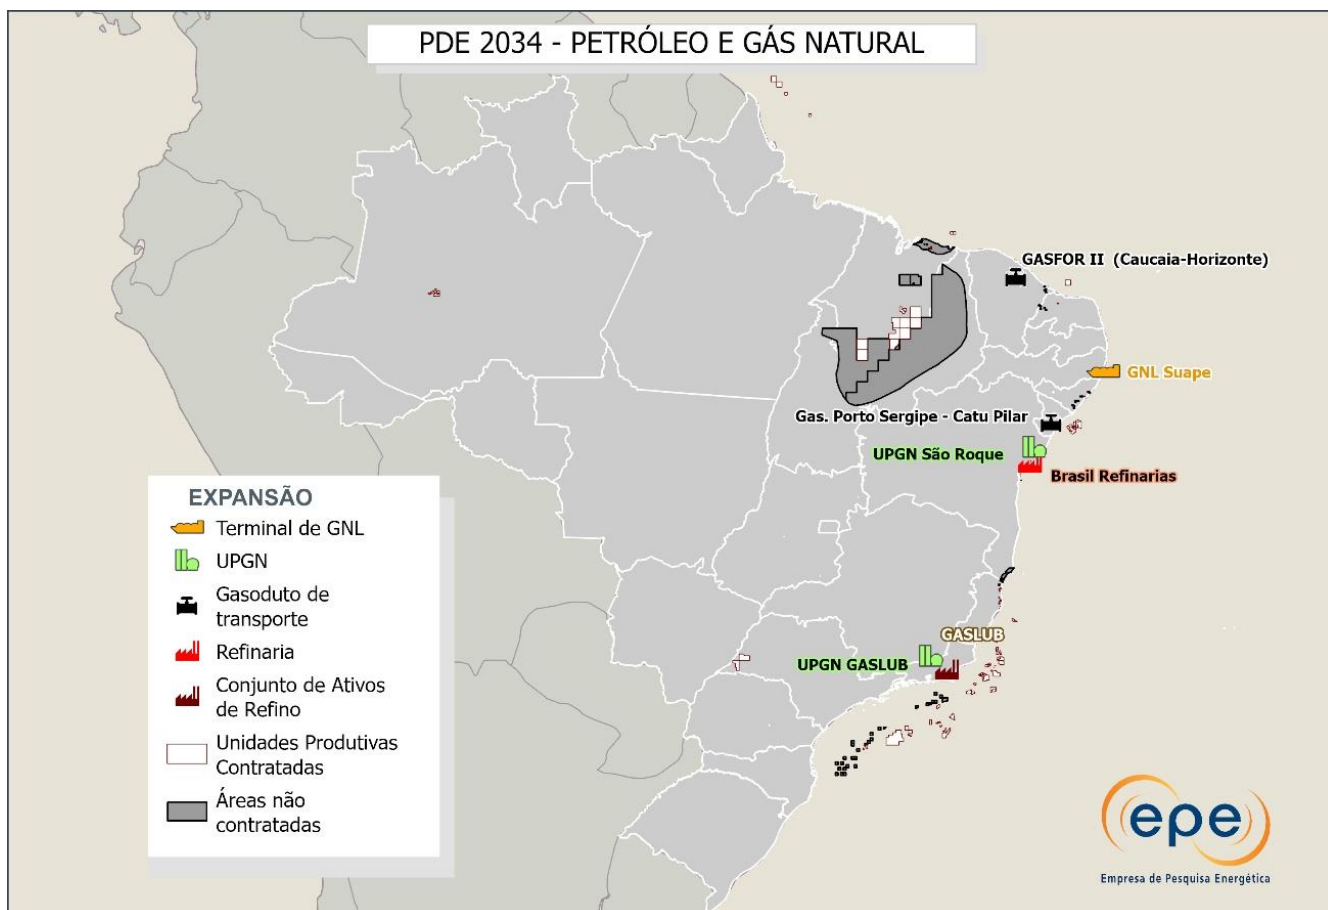 PDE 2034 - PETRÓLEO E GÁS NATURAL
GASFOR II (Caucaia-Horizonte)
GNL Suape
Gas. Porto Sergipe - Catu Pilar
UPGN São Roque
Brasil Refinarias
GASLUB
UPGN GASLUB
EXPANSÃO
Terminal de GNL
UPGN
Gasoduto de
transporte
Refinaria
Conjunto de Ativos
de Refino
Unidades Produtivas
Contratadas
Áreas não
contratadas
epe
Empresa de Pesquisa Energética